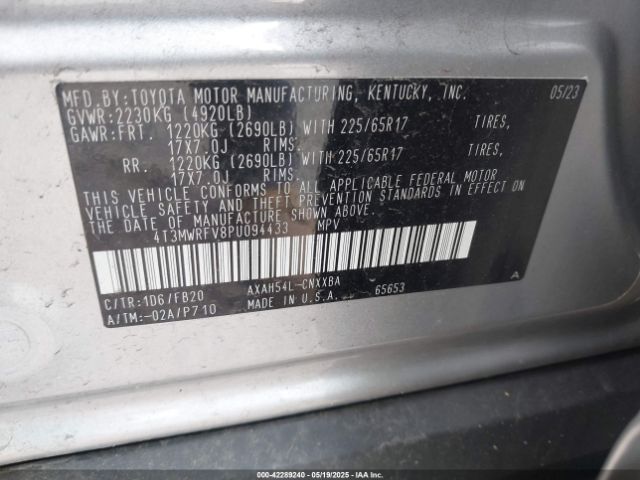 MFD.BY:TOYOTA MOTOR MANUFACTURING, KENTUCKY, INC. 05/23
GVWR:2230KG (4920LB)
GAWR:FRT. 1220KG (2690LB) WITH 225/65R17 TIRES,
17X7.0J RIMS.
RR. 1220KG (2690LB) WITH 225/65R17 TIRES,
17X7.0J RIMS.
THIS VEHICLE CONFORMS TO ALL APPLICABLE FEDERAL MOTOR
VEHICLE SAFETY AND THEFT PREVENTION STANDARDS IN EFFECT ON
THE DATE OF MANUFACTURE SHOWN ABOVE.
4T3MWRFV8PU094433 MPV
C/TR:1D6/FB20 AXAH54L-CNXXBA A
A/TM:-02A/P710 MADE IN U.S.A. 65653
000-42289240 - 05/19/2025 - IAAI.COM